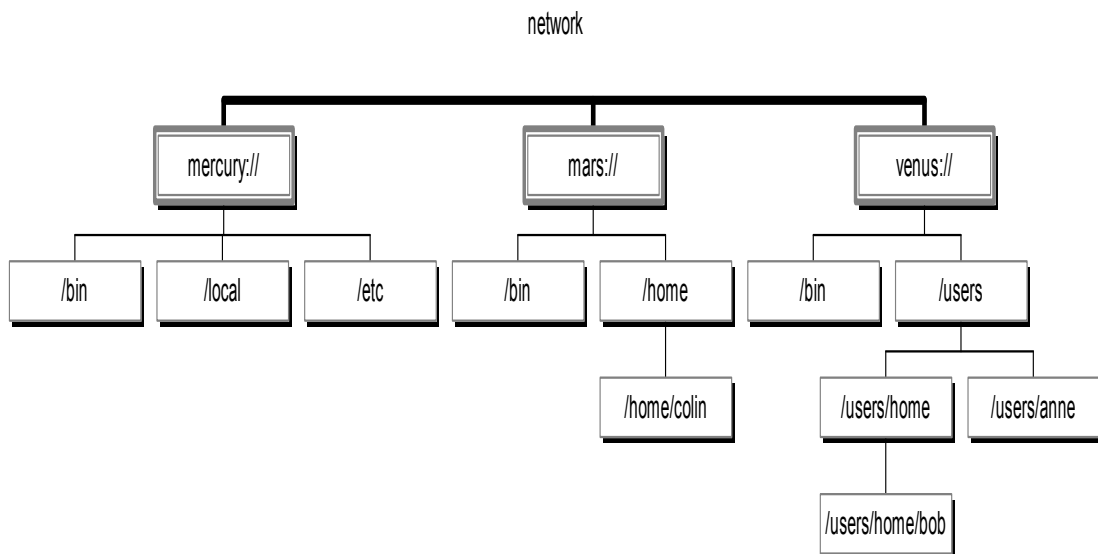 network
mercury://
mars://
venus://
/bin
/local
/etc
/bin
/home
/bin
/users
/home/colin
/users/home
/users/anne
/users/home/bob